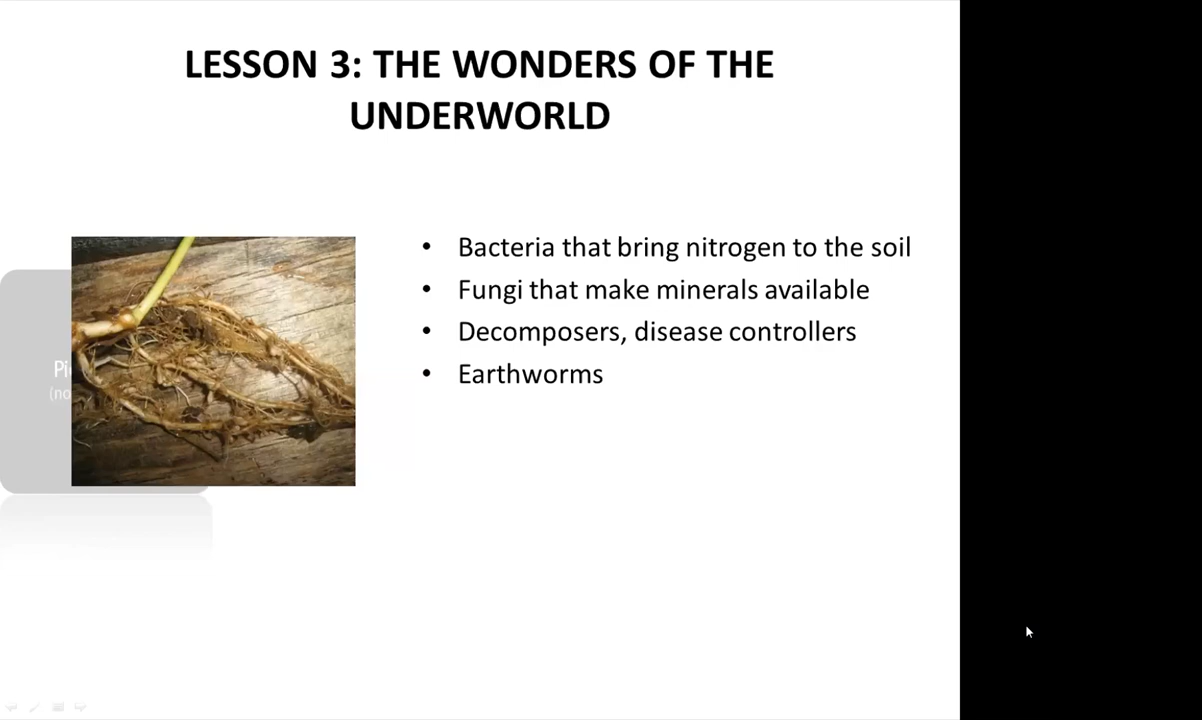 LESSON 3: THE WONDERS OF THE
UNDERWORLD
• Bacteria that bring nitrogen to the soil
• Fungi that make minerals available
• Decomposers, disease controllers
• Earthworms